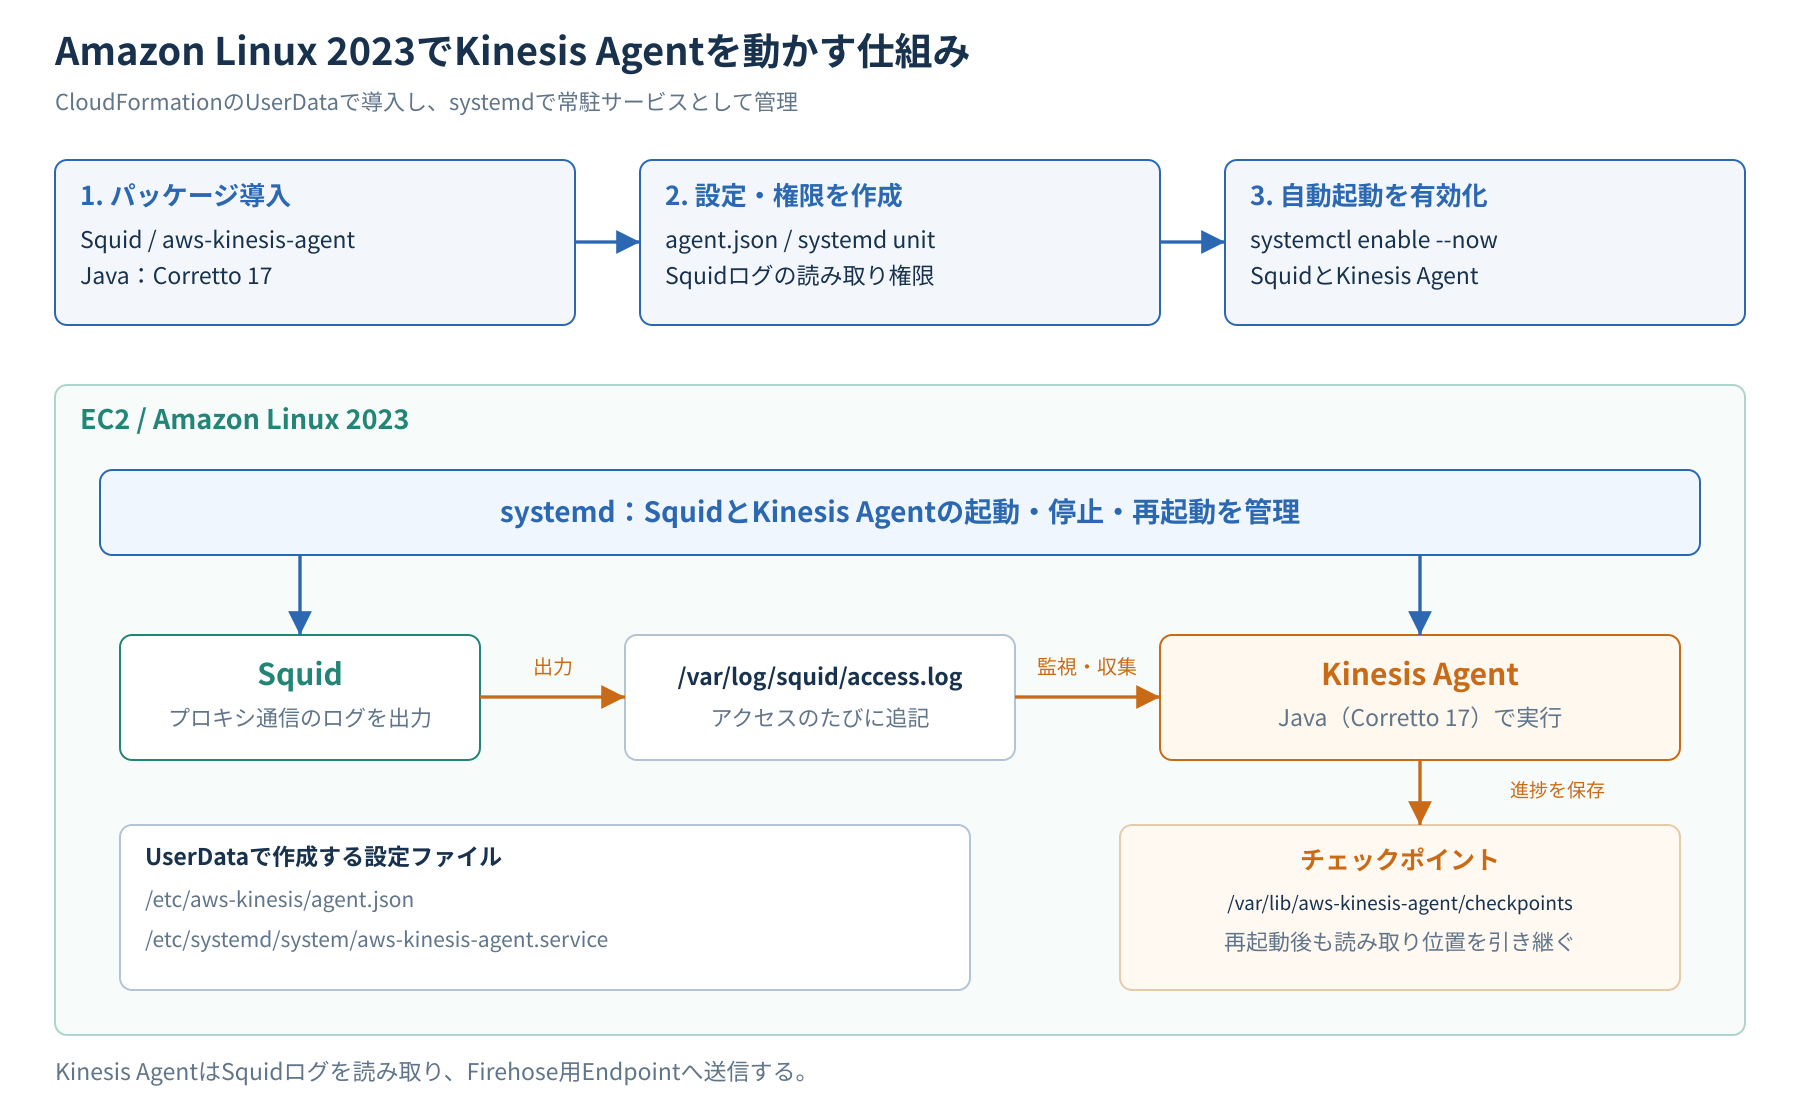 Amazon Linux 2023でKinesis Agentを動かす仕組み
CloudFormationのUserDataで導入し、systemdで常駐サービスとして管理
1. パッケージ導入
Squid / aws-kinesis-agent
Java：Corretto 17
2. 設定・権限を作成
agent.json / systemd unit
Squidログの読み取り権限
3. 自動起動を有効化
systemctl enable --now
SquidとKinesis Agent
EC2 / Amazon Linux 2023
systemd：SquidとKinesis Agentの起動・停止・再起動を管理
Squid
プロキシ通信のログを出力
出力
/var/log/squid/access.log
アクセスのたびに追記
監視・収集
Kinesis Agent
Java（Corretto 17）で実行
進捗を保存
UserDataで作成する設定ファイル
/etc/aws-kinesis/agent.json
/etc/systemd/system/aws-kinesis-agent.service
チェックポイント
/var/lib/aws-kinesis-agent/checkpoints
再起動後も読み取り位置を引き継ぐ
Kinesis AgentはSquidログを読み取り、Firehose用Endpointへ送信する。